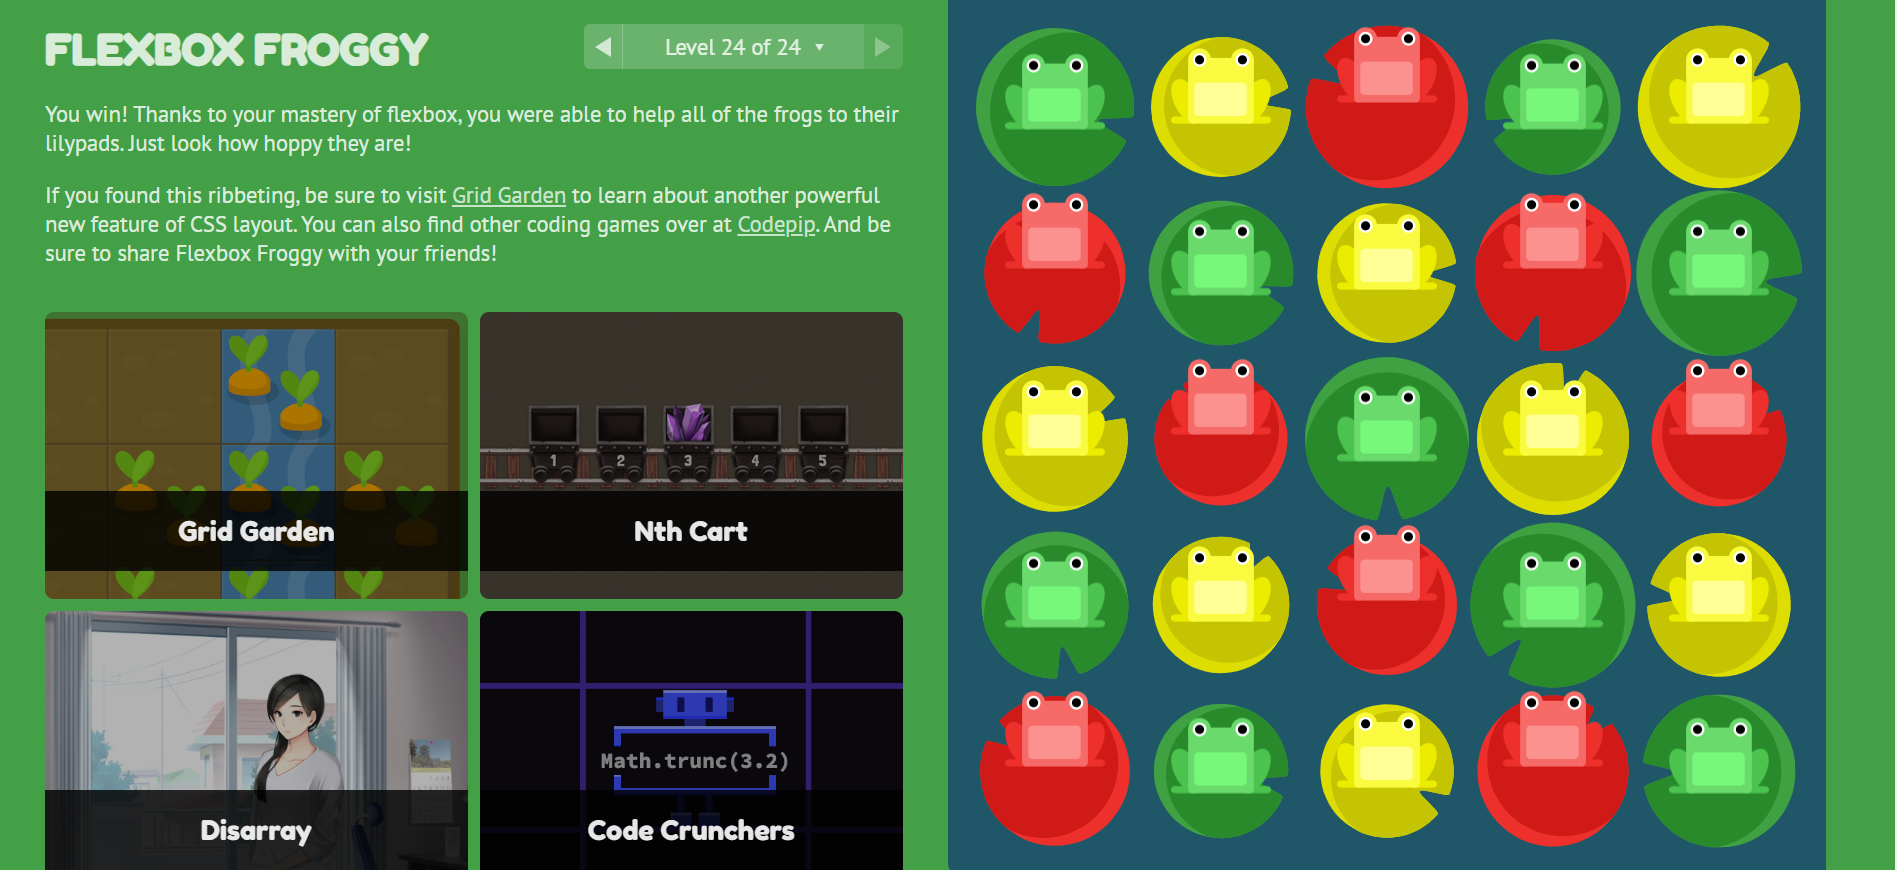 FLEXBOX FROGGY
Level 24 of 24
You win! Thanks to your mastery of flexbox, you were able to help all of the frogs to their
lilypads. Just look how hoppy they are!
If you found this ribbeting, be sure to visit Grid Garden to learn about another powerful
new feature of CSS layout. You can also find other coding games over at Codepip. And be
sure to share Flexbox Froggy with your friends!
1 2 3 4 5
Grid Garden
Nth Cart
Math.trunc(3.2)
Disarray
Code Crunchers